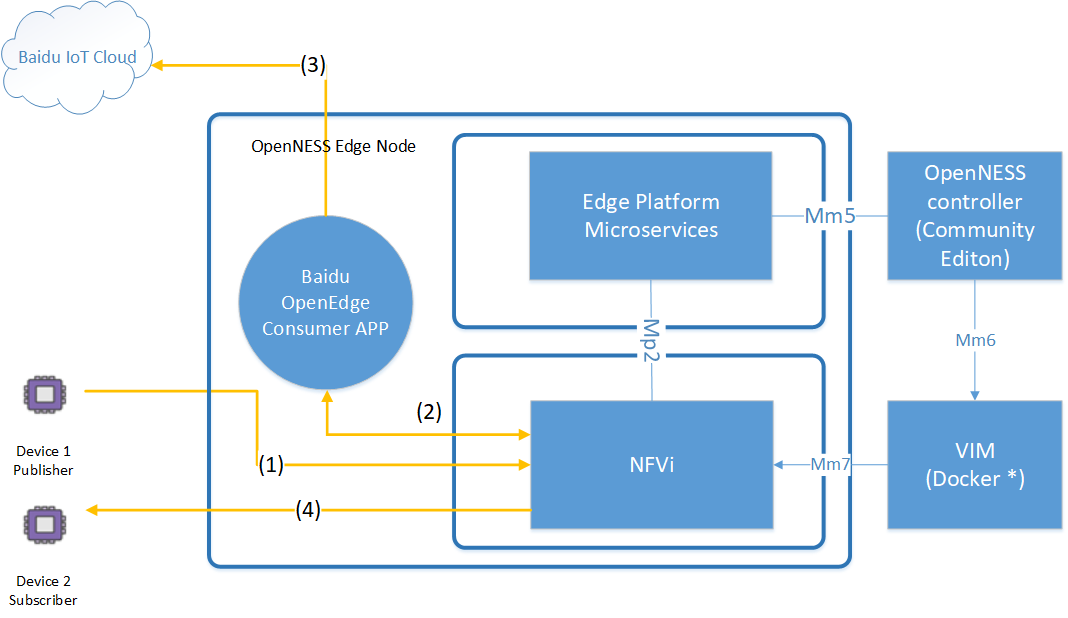 Baidu IoT Cloud
(3)
OpenNESS Edge Node
Edge Platform
Microservices
Mm5
OpenNESS
controller
(Community
Editon)
Baidu
OpenEdge
Consumer APP
Mp2
Mm6
(2)
Device 1
Publisher
(1)
NFVi
Mm7
VIM
(Docker *)
(4)
Device 2
Subscriber